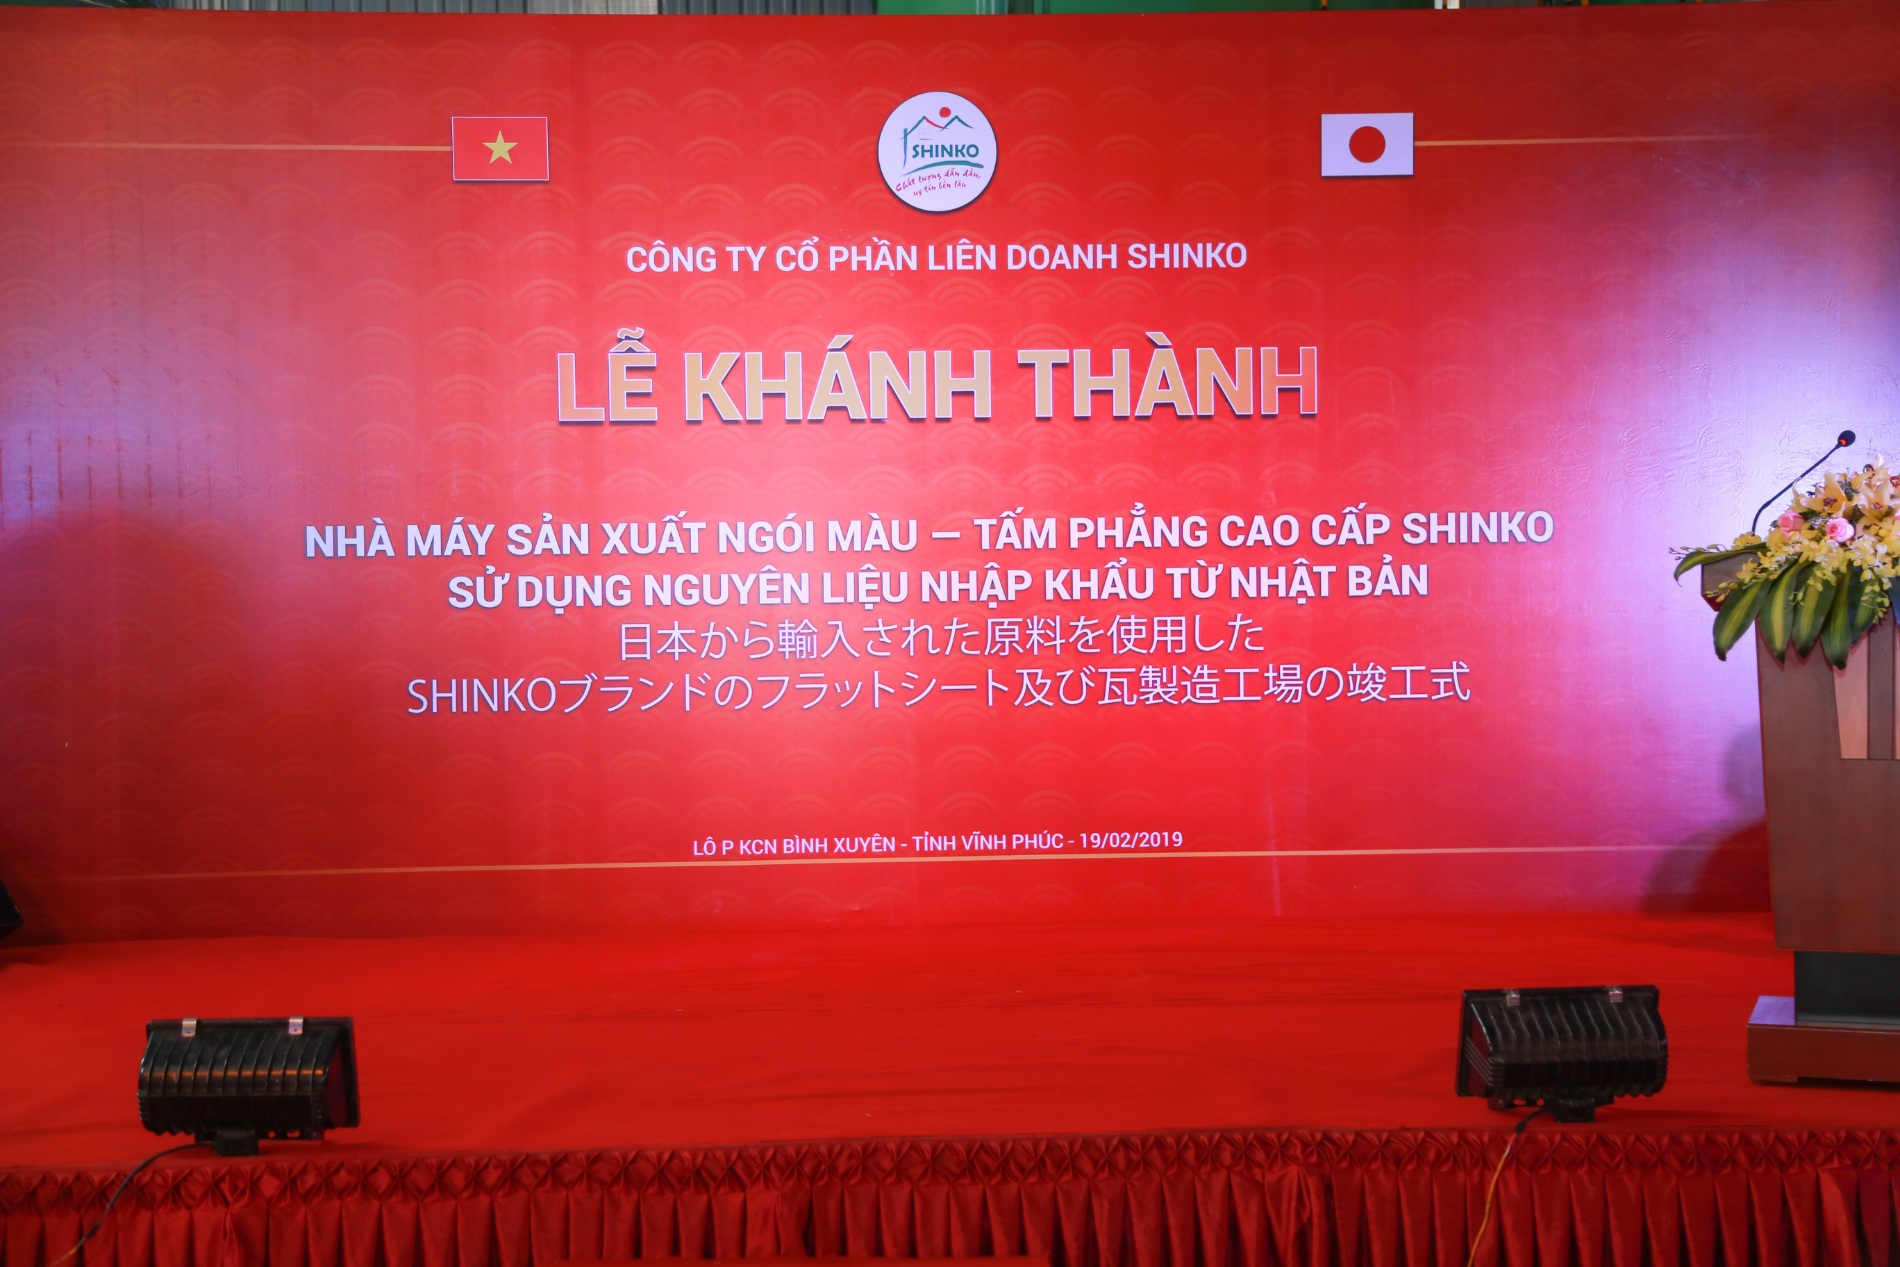 SHINKO
Chất lượng dẫn đầu,
uy tín bền lâu
CÔNG TY CỔ PHẦN LIÊN DOANH SHINKO
LỄ KHÁNH THÀNH
NHÀ MÁY SẢN XUẤT NGÓI MÀU – TẤM PHẲNG CAO CẤP SHINKO
SỬ DỤNG NGUYÊN LIỆU NHẬP KHẨU TỪ NHẬT BẢN
日本から輸入された原料を使用した
SHINKOブランドのフラットシート及び瓦製造工場の竣工式
LÔ P KCN BÌNH XUYÊN - TỈNH VĨNH PHÚC - 19/02/2019